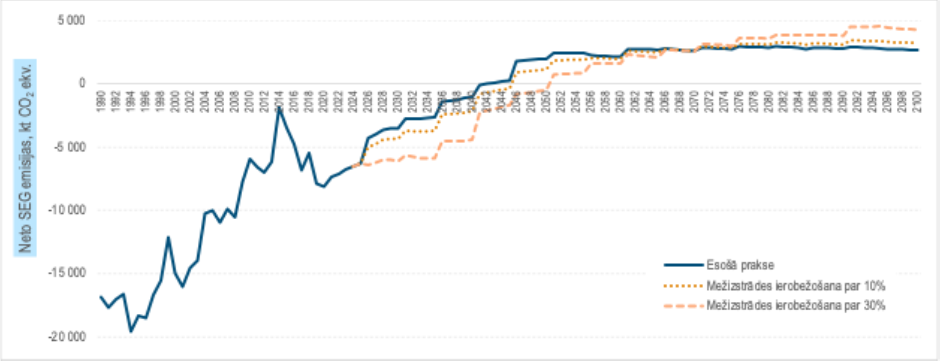 Neto SEG emisijas, kt CO₂ ekv.
5 000
0
-5 000
-10 000
-15 000
-20 000
1990 1992 1994 1996 1998 2000 2002 2004 2006 2008 2010 2012 2014 2016 2018 2020 2022 2024 2026 2028 2030 2032 2034 2036 2038 2040 2042 2044 2046 2048 2050 2052 2054 2056 2058 2060 2062 2064 2066 2068 2070 2072 2074 2076 2078 2080 2082 2084 2086 2088 2090 2092 2094 2096 2098 2100
Esošā prakse
Mežizstrādes ierobežošana par 10%
Mežizstrādes ierobežošana par 30%